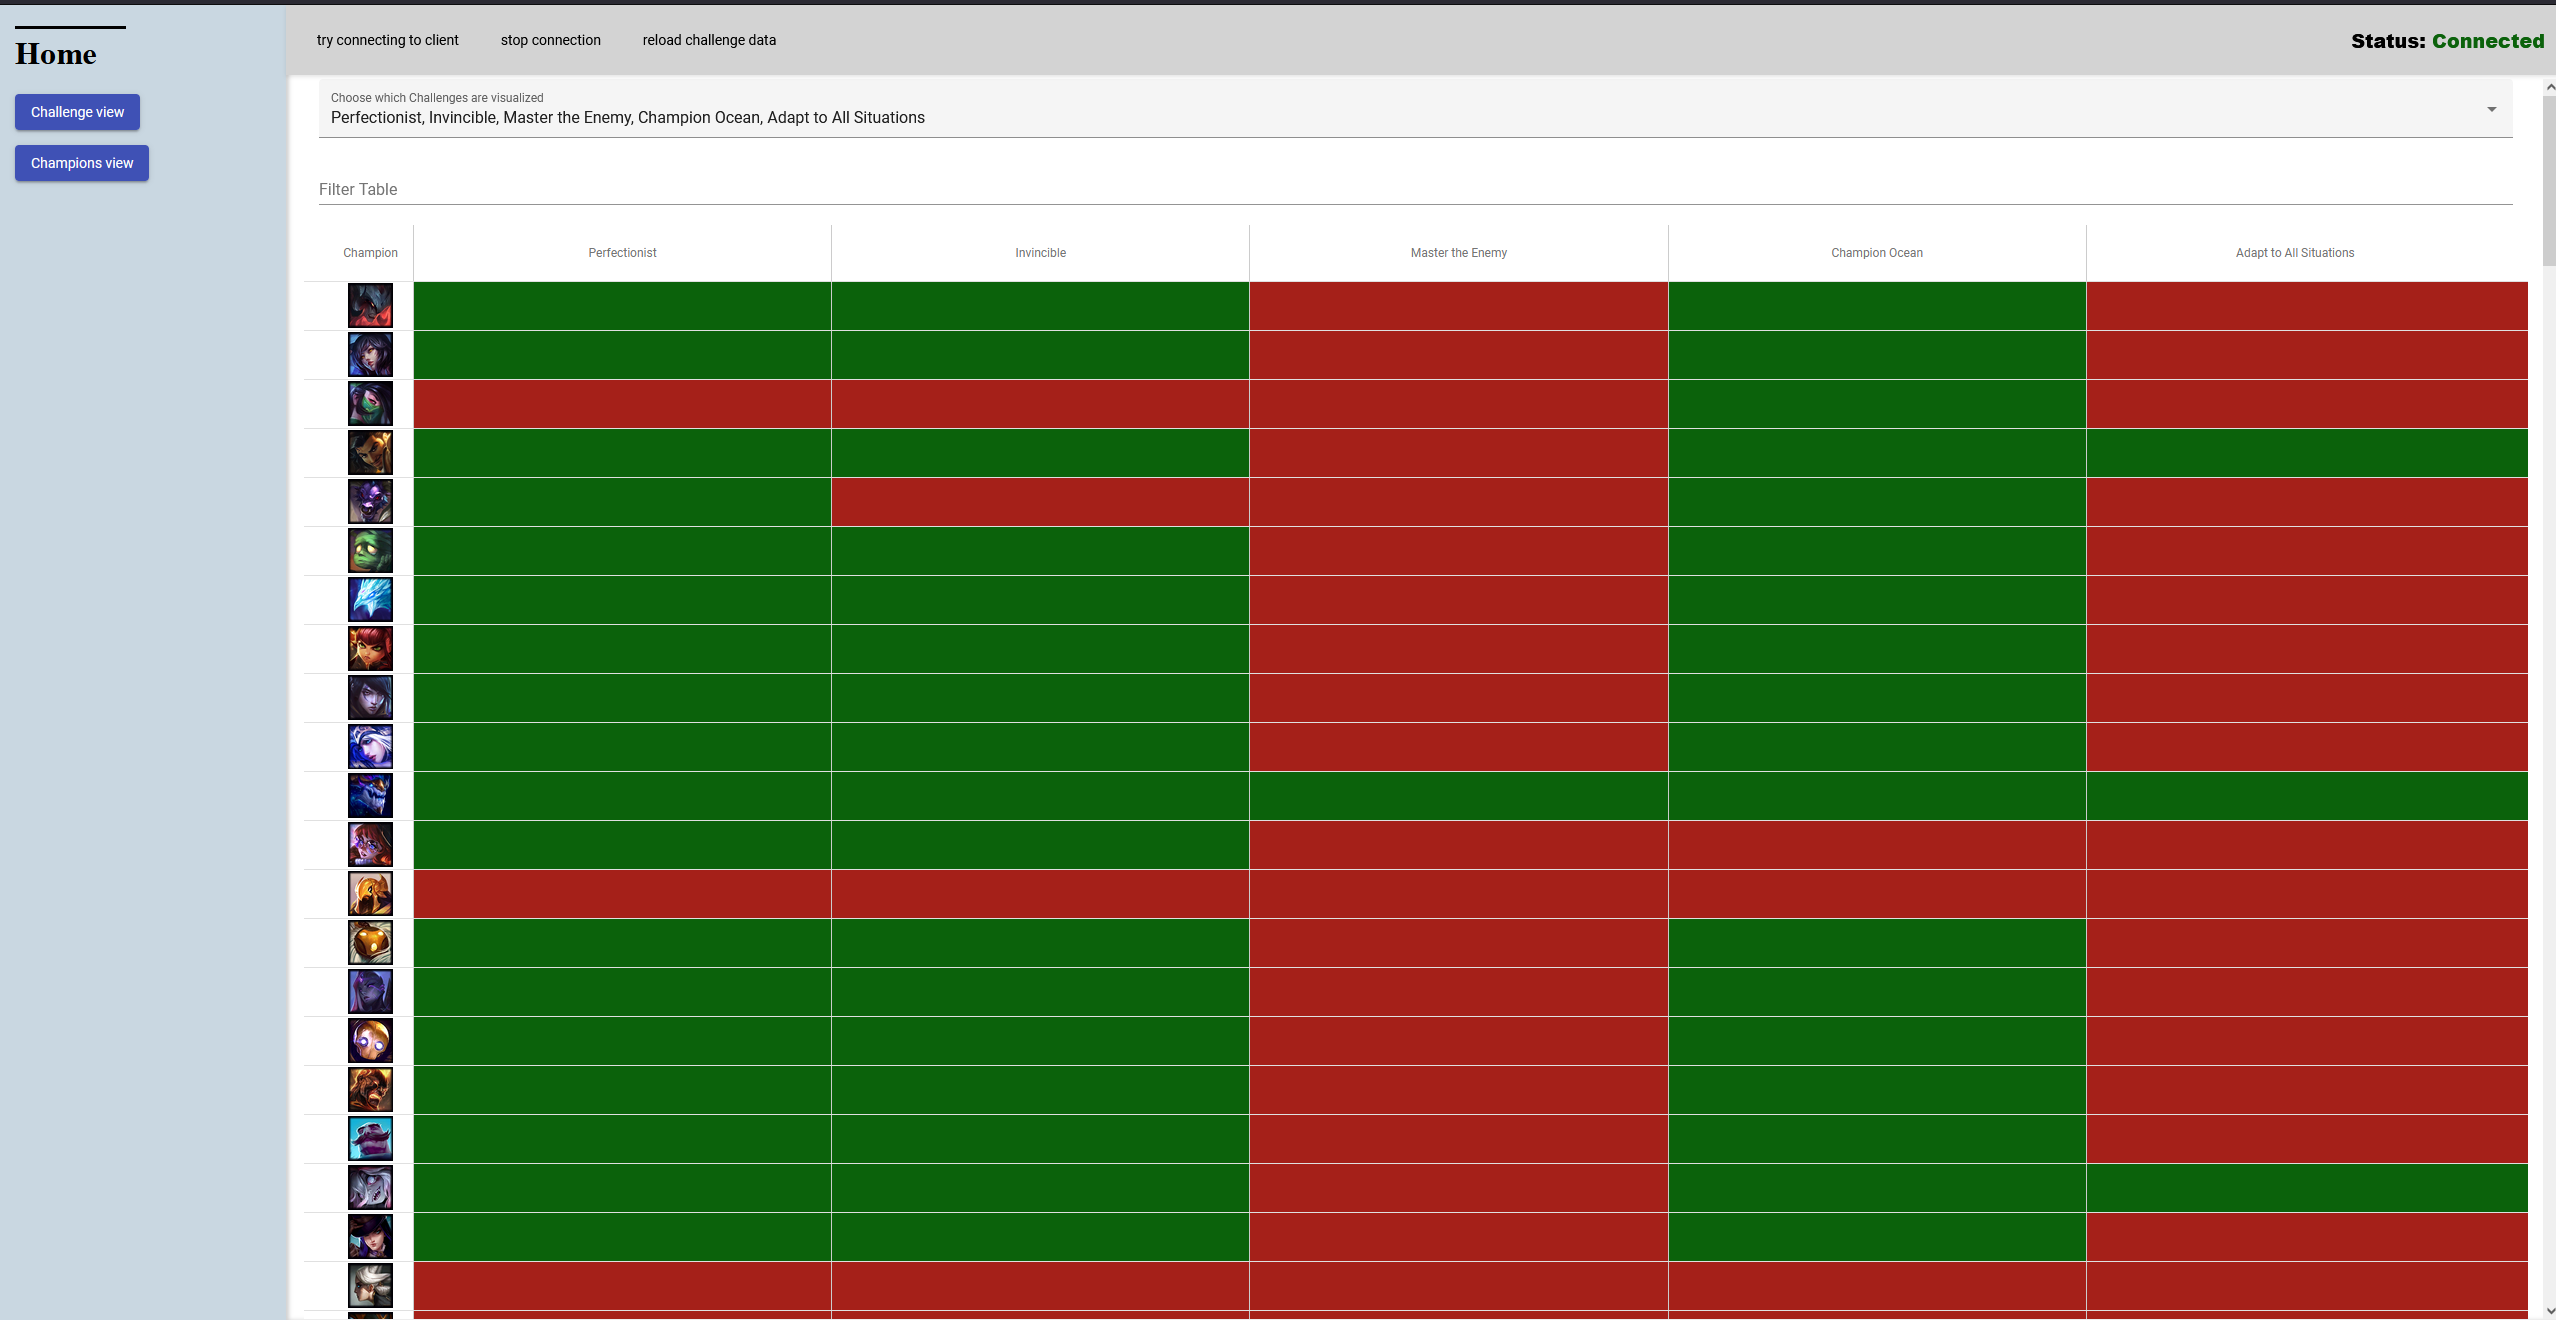 Home
Challenge view
Champions view
try connecting to client
stop connection
reload challenge data
Status: Connected
Choose which Challenges are visualized
Perfectionist, Invincible, Master the Enemy, Champion Ocean, Adapt to All Situations
Filter Table
Champion
Perfectionist
Invincible
Master the Enemy
Champion Ocean
Adapt to All Situations